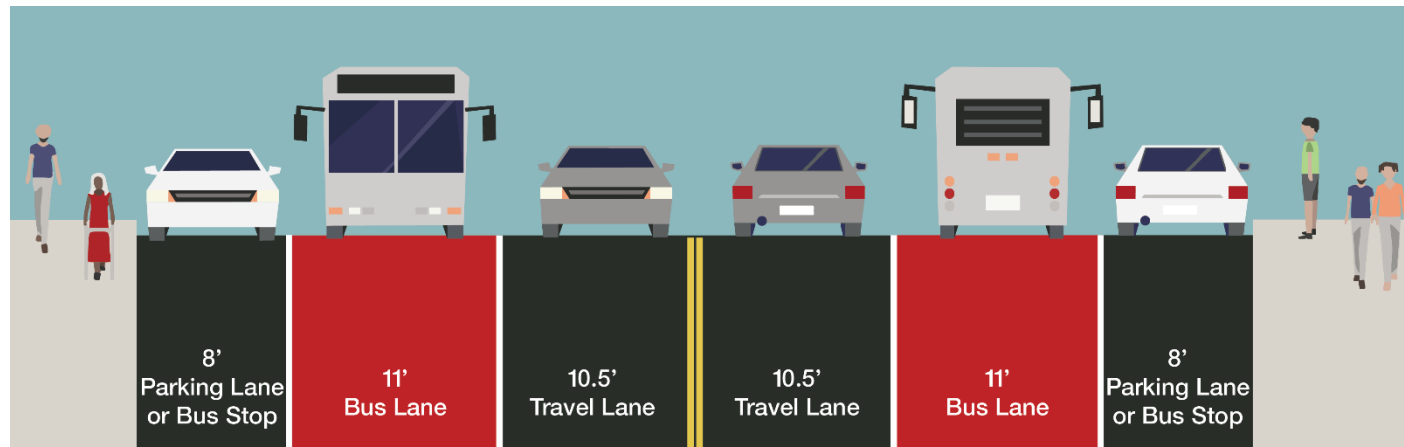 8’
Parking Lane
or Bus Stop
11’
Bus Lane
10.5’
Travel Lane
10.5’
Travel Lane
11’
Bus Lane
8’
Parking Lane
or Bus Stop